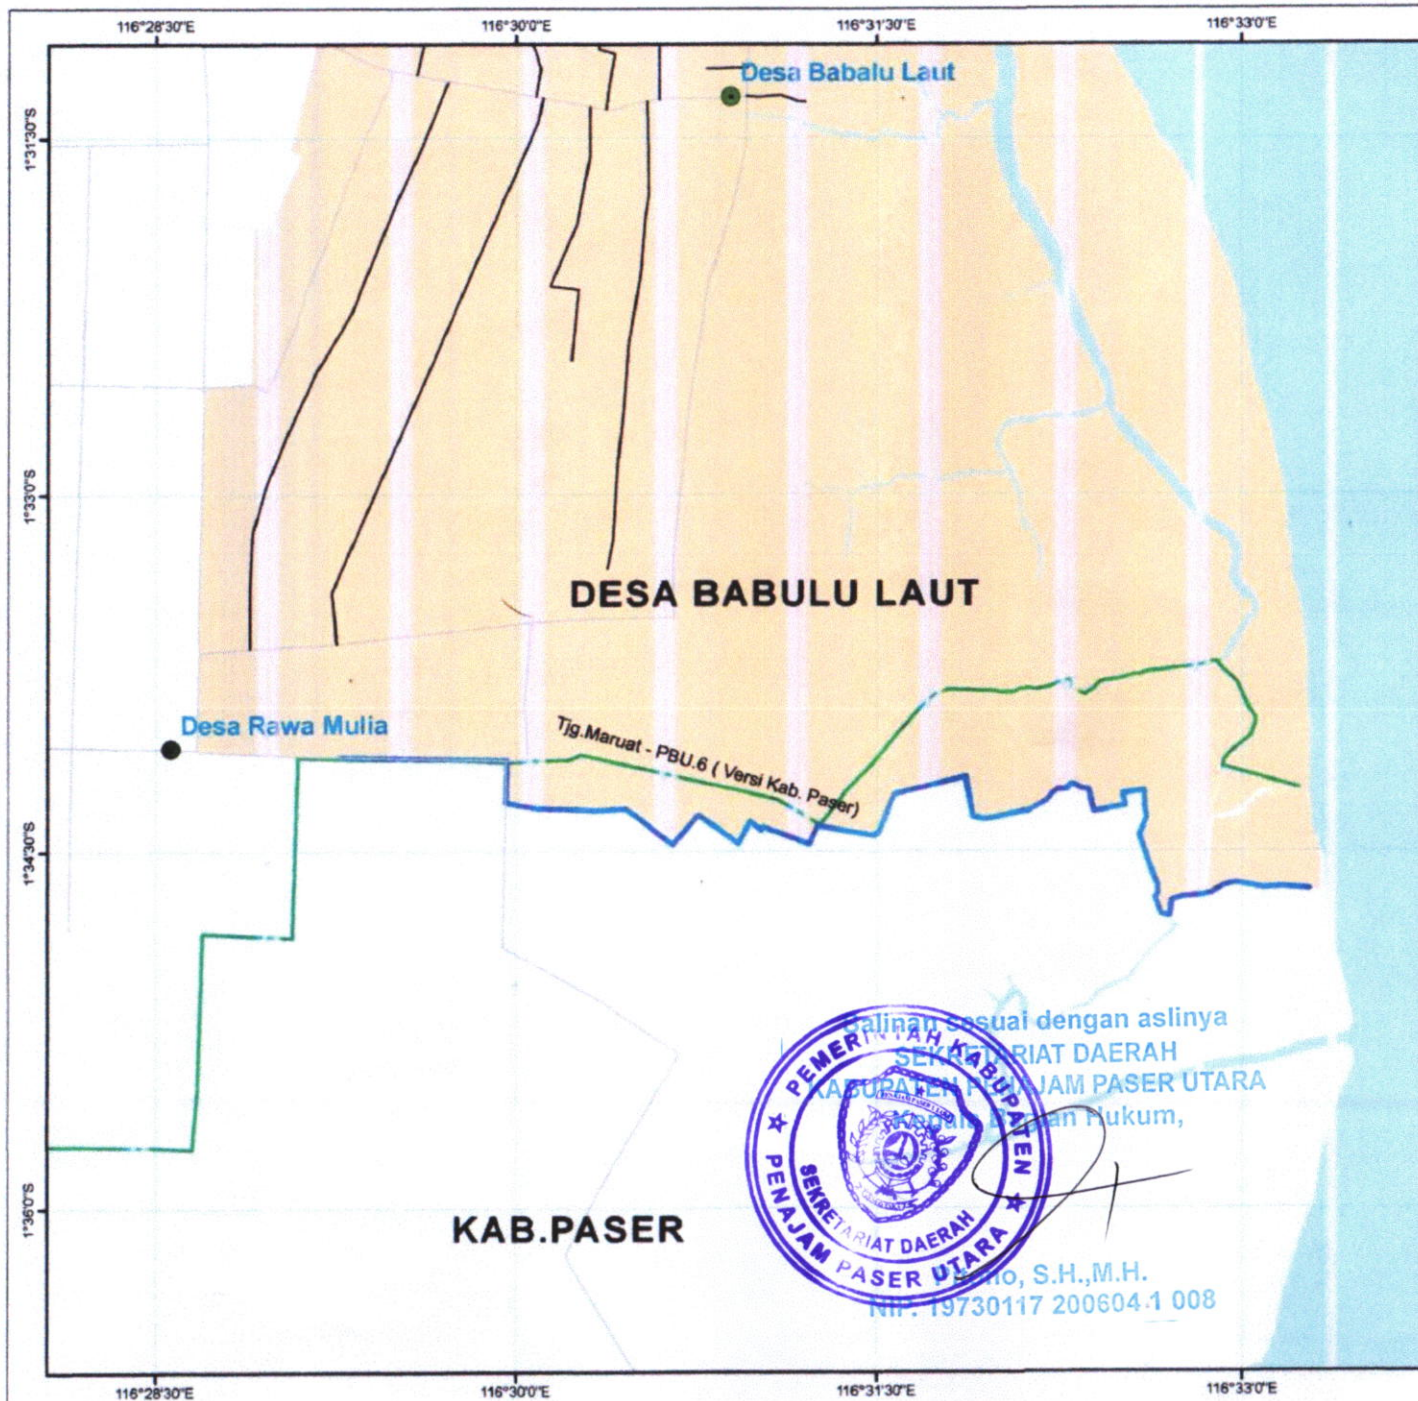 116°28'30"E
116°30'0"E
116°31'30"E
116°33'0"E
Desa Babalu Laut
1°31'30"S
1°33'0"S
DESA BABULU LAUT
Desa Rawa Mulia
Tjg.Maruat - PBU.6 ( Versi Kab. Paser)
1°34'30"S
Salinan sesuai dengan aslinya
SEKRETARIAT DAERAH
KABUPATEN PENAJAM PASER UTARA
Kepala Bagian Hukum,
PEMERINTAH KABUPATEN
PENAJAM PASER UTARA
SEKRETARIAT DAERAH
1°36'0"S
KAB.PASER
S.H.,M.H.
NIP. 19730117 200604 1 008
116°28'30"E
116°30'0"E
116°31'30"E
116°33'0"E